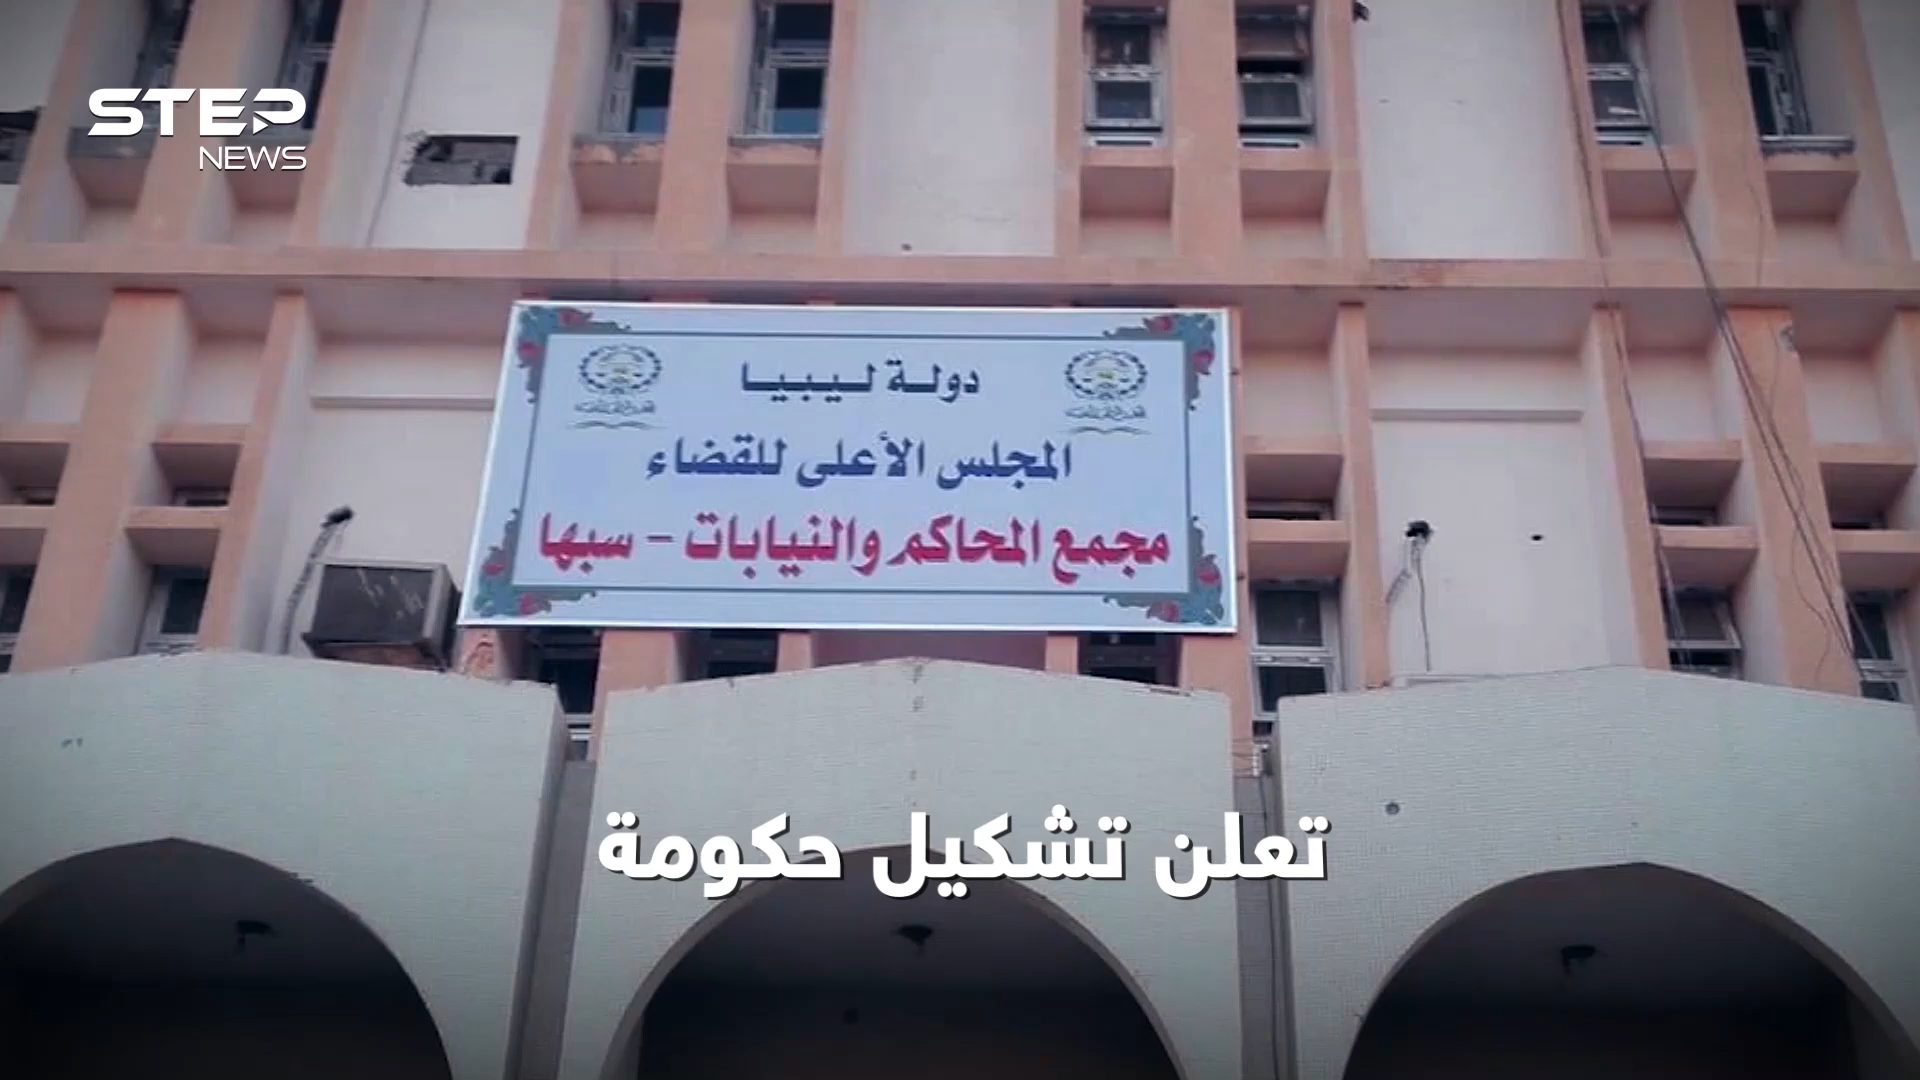 STEP
NEWS
دولة ليبيا
المجلس الأعلى للقضاء
مجمع المحاكم والنيابات - سبها
تعلن تشكيل حكومة